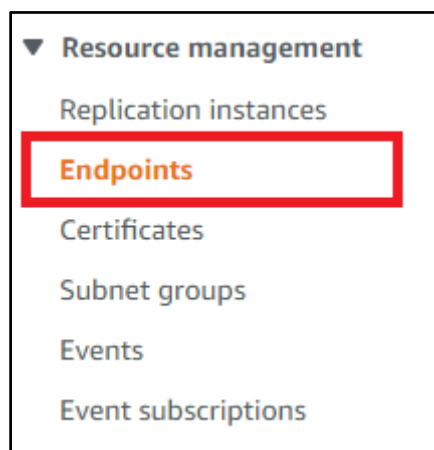 Resource management
Replication instances
Endpoints
Certificates
Subnet groups
Events
Event subscriptions